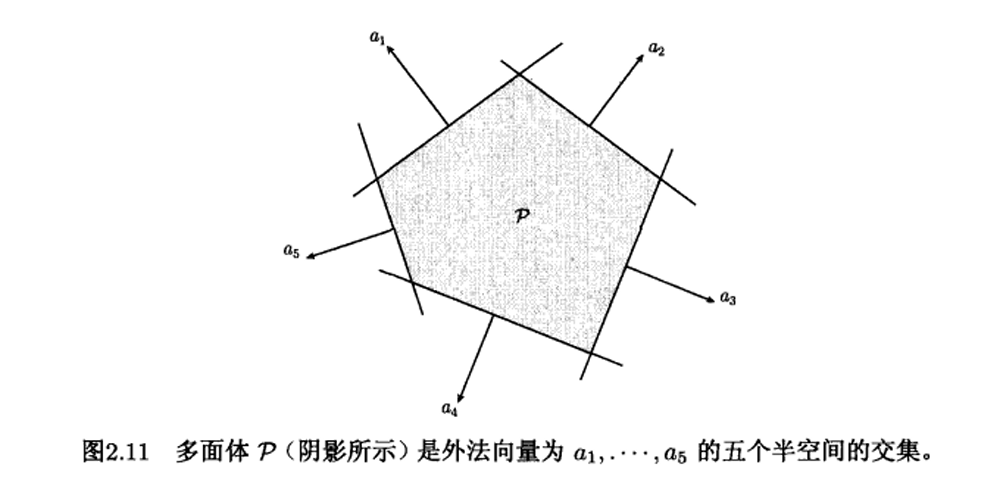 a₁
a₂
𝒫
a₅
a₃
a₄
图2.11 多面体 𝒫（阴影所示）是外法向量为 a₁,····,a₅ 的五个半空间的交集。